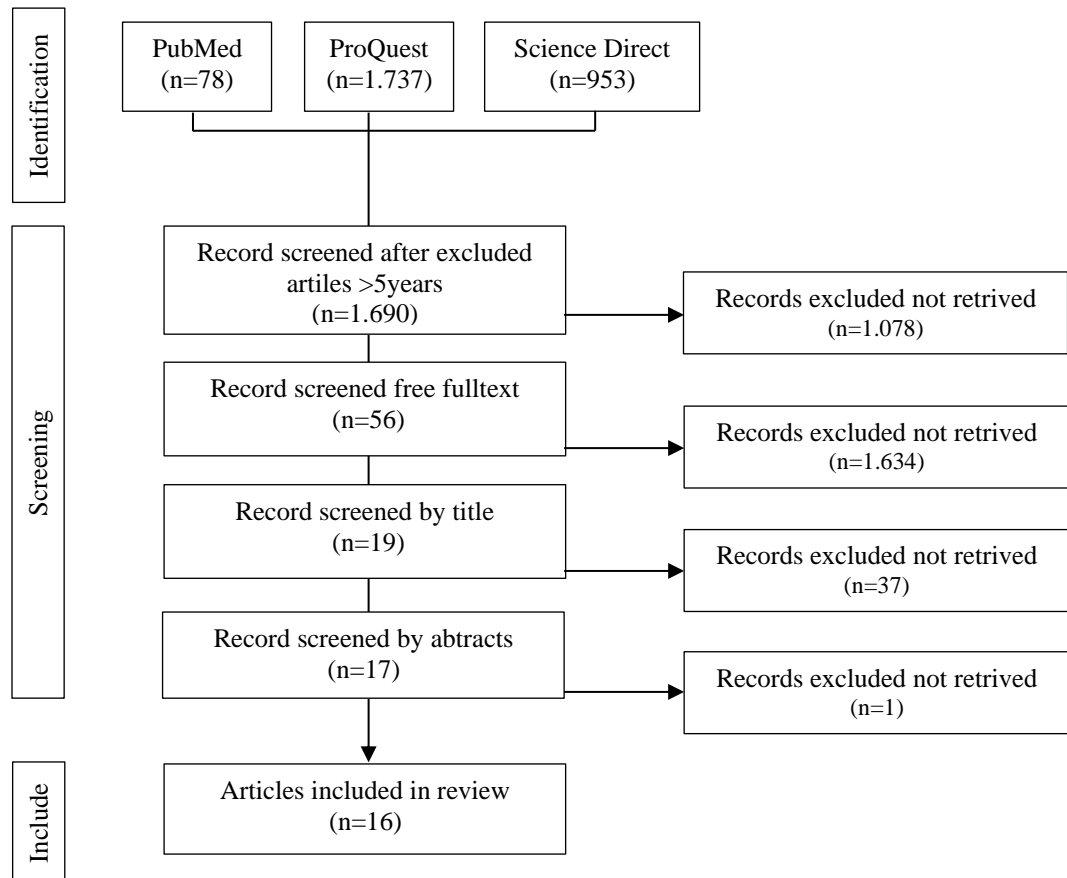 Identification
PubMed
(n=78)
ProQuest
(n=1.737)
Science Direct
(n=953)
Screening
Record screened after excluded
artiles >5years
(n=1.690)
Records excluded not retrived
(n=1.078)
Record screened free fulltext
(n=56)
Records excluded not retrived
(n=1.634)
Record screened by title
(n=19)
Records excluded not retrived
(n=37)
Record screened by abtracts
(n=17)
Records excluded not retrived
(n=1)
Include
Articles included in review
(n=16)